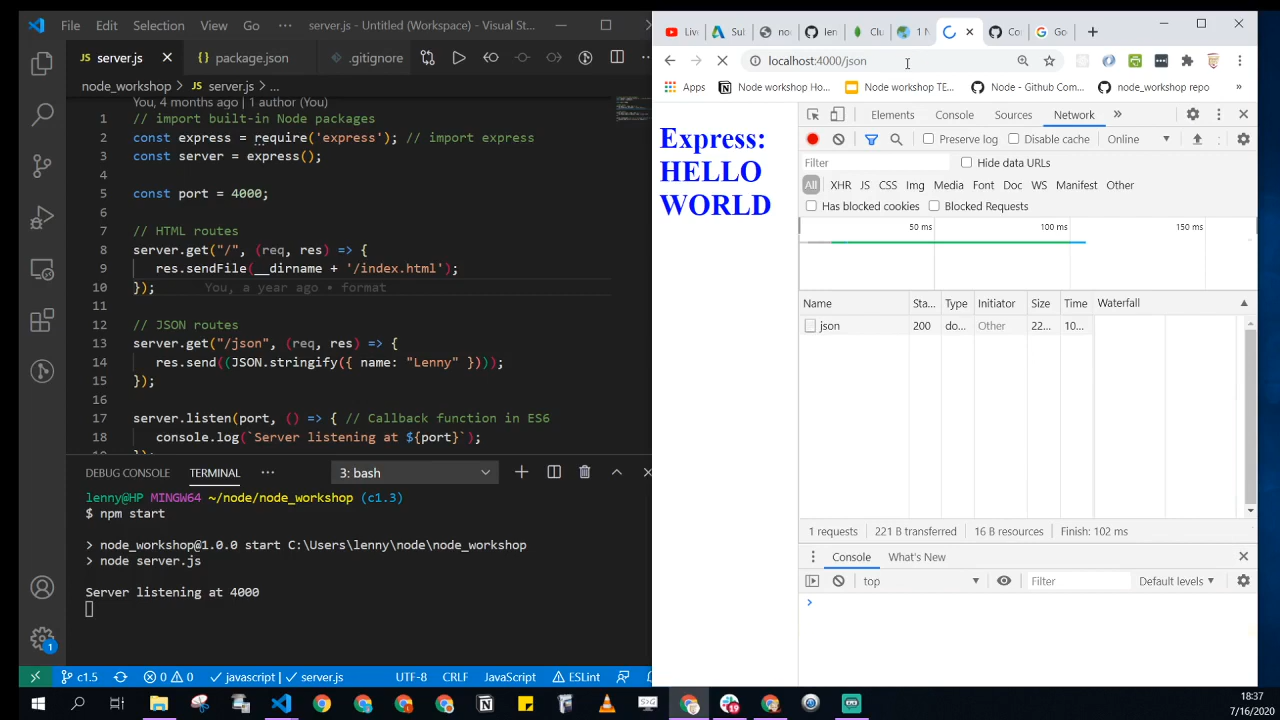 File Edit Selection View Go ··· server.js - Untitled (Workspace) - Visual St...
server.js package.json .gitignore
node_workshop > server.js > ...
You, 4 months ago | 1 author (You)
1 // import built-in Node packages
2 const express = require('express'); // import express
3 const server = express();
4
5 const port = 4000;
6
7 // HTML routes
8 server.get("/", (req, res) => {
9 res.sendFile(__dirname + '/index.html');
10 }); You, a year ago • format
11
12 // JSON routes
13 server.get("/json", (req, res) => {
14 res.send((JSON.stringify({ name: "Lenny" })));
15 });
16
17 server.listen(port, () => { // Callback function in ES6
18 console.log(`Server listening at ${port}`);
DEBUG CONSOLE TERMINAL ··· 3: bash
lenny@HP MINGW64 ~/node/node_workshop (c1.3)
$ npm start
> node_workshop@1.0.0 start C:\Users\lenny\node\node_workshop
> node server.js
Server listening at 4000
c1.5 0 0 javascript server.js UTF-8 CRLF JavaScript ESLint
1
Live Sul no len Clu 1 N Co Go
localhost:4000/json
Apps Node workshop Ho... Node workshop TE... Node - Github Com... node_workshop repo
Express:
HELLO
WORLD
Elements Console Sources Network »
Preserve log Disable cache Online
Filter Hide data URLs
All XHR JS CSS Img Media Font Doc WS Manifest Other
Has blocked cookies Blocked Requests
50 ms 100 ms 150 ms
Name Sta... Type Initiator Size Time Waterfall
json 200 do... Other 22... 10...
1 requests 221 B transferred 16 B resources Finish: 102 ms
Console What's New
top Filter Default levels
>
18:37
7/16/2020